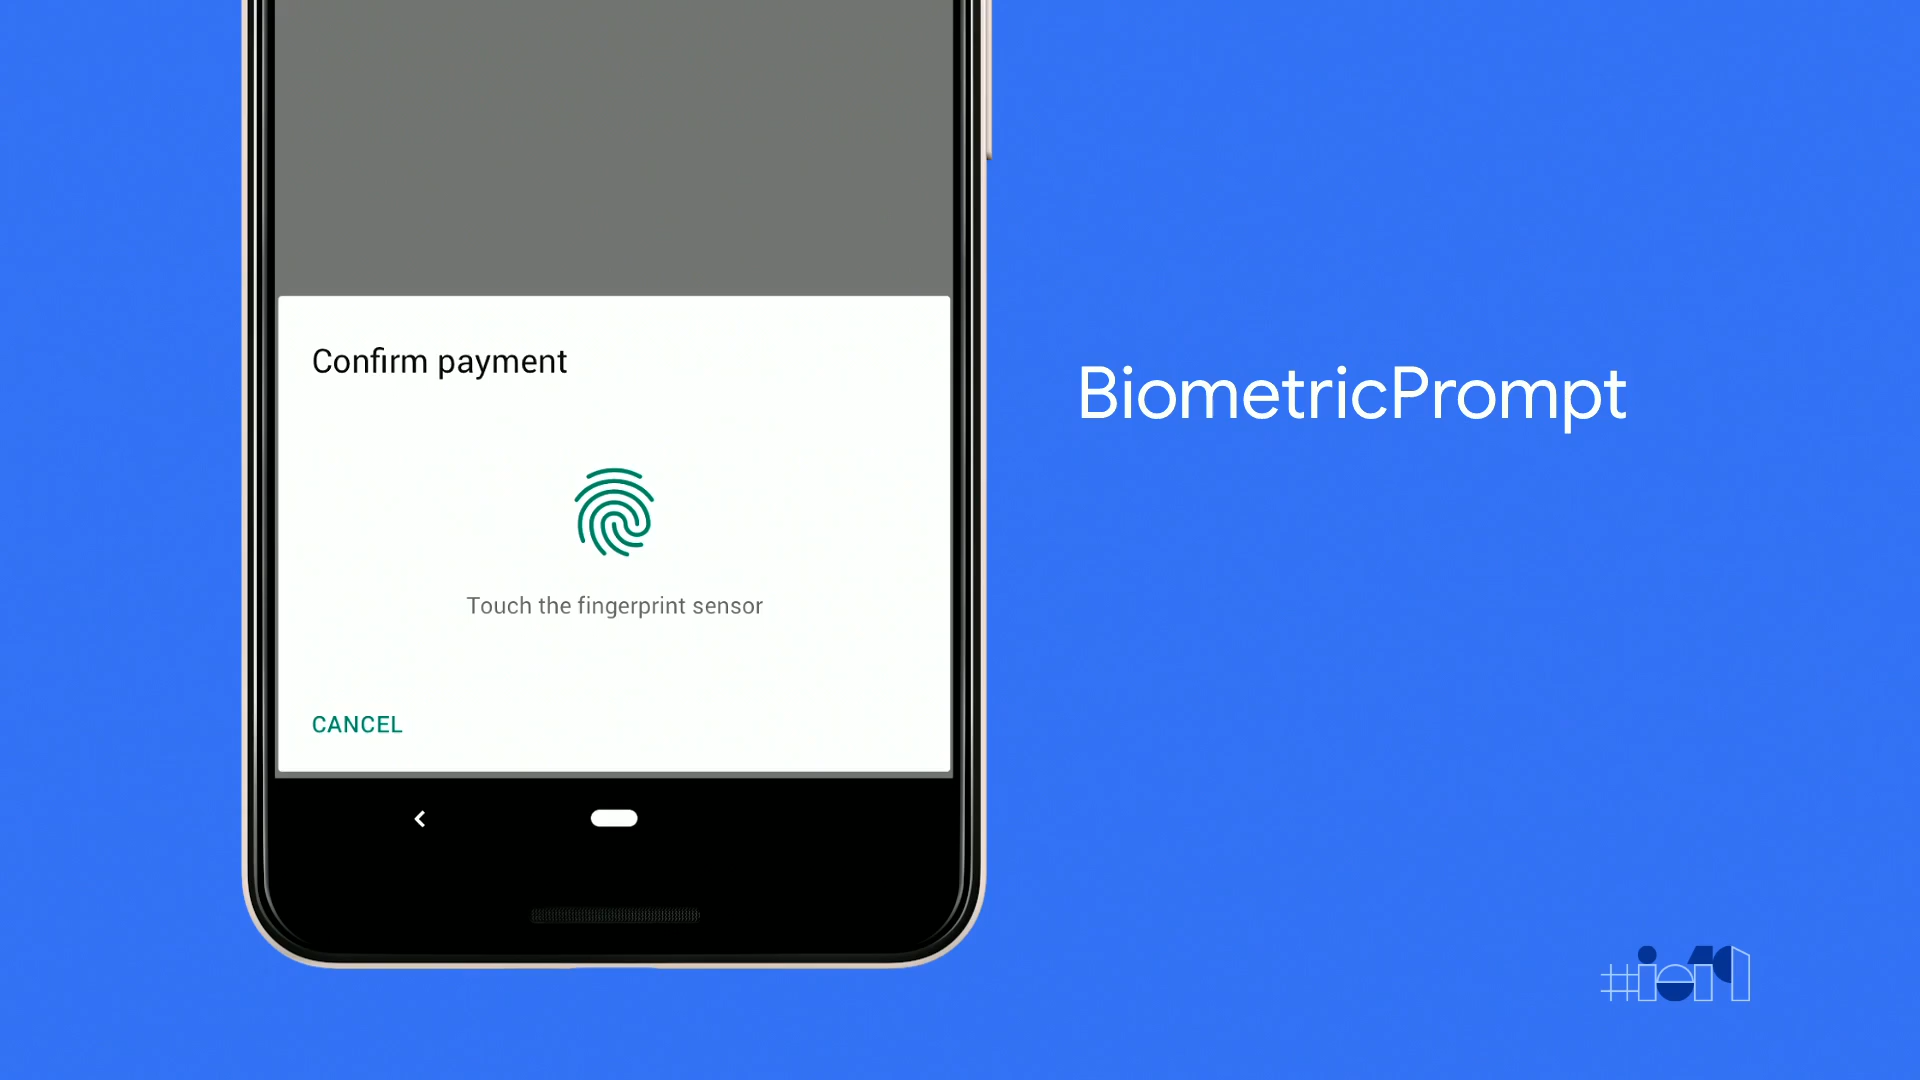 Confirm payment
Touch the fingerprint sensor
CANCEL
BiometricPrompt
#io19